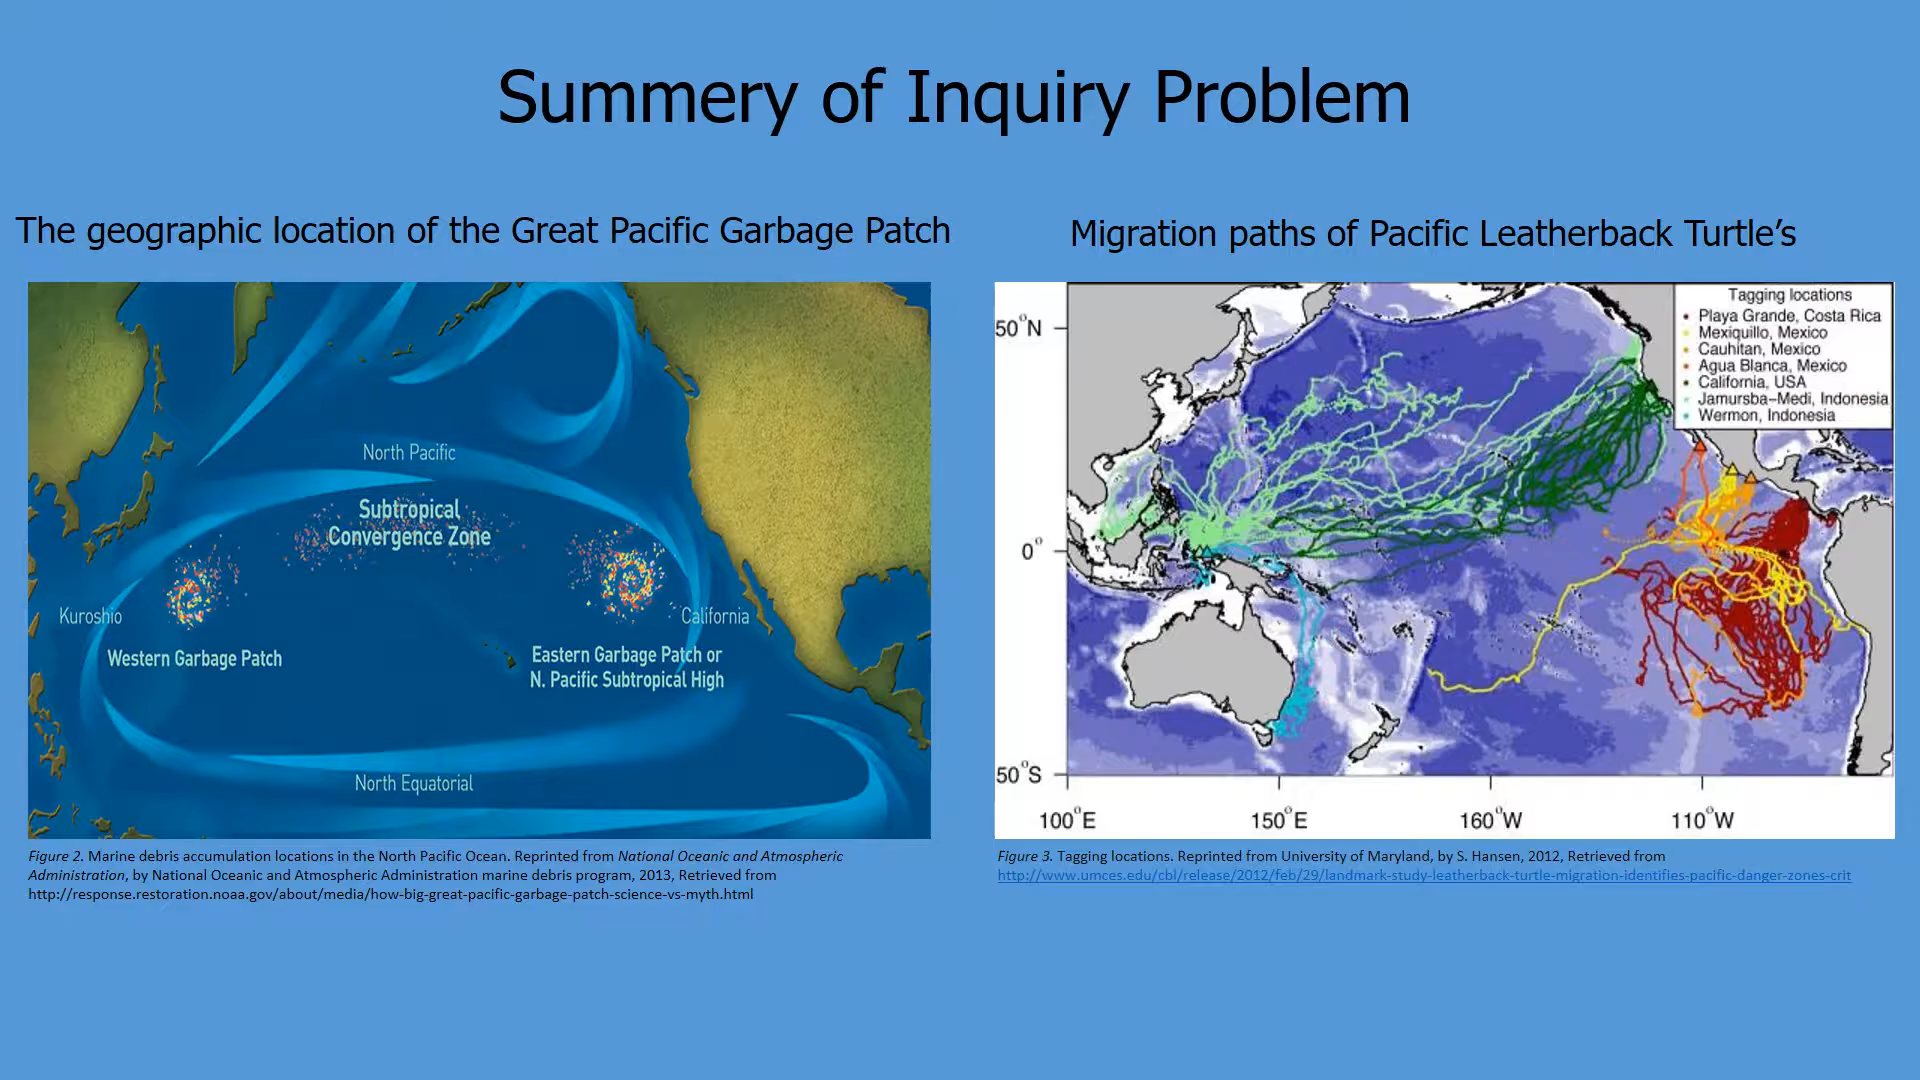 Summery of Inquiry Problem
The geographic location of the Great Pacific Garbage Patch
North Pacific
Subtropical
Convergence Zone
Kuroshio
California
Western Garbage Patch
Eastern Garbage Patch or
N. Pacific Subtropical High
North Equatorial
Figure 2. Marine debris accumulation locations in the North Pacific Ocean. Reprinted from National Oceanic and Atmospheric
Administration, by National Oceanic and Atmospheric Administration marine debris program, 2013, Retrieved from
http://response.restoration.noaa.gov/about/media/how-big-great-pacific-garbage-patch-science-vs-myth.html
Migration paths of Pacific Leatherback Turtle’s
Tagging locations
Playa Grande, Costa Rica
Mexiquillo, Mexico
Cauhitan, Mexico
Agua Blanca, Mexico
California, USA
Jamursba–Medi, Indonesia
Wermon, Indonesia
50°N
0°
50°S
100°E 150°E 160°W 110°W
Figure 3. Tagging locations. Reprinted from University of Maryland, by S. Hansen, 2012, Retrieved from
http://www.umces.edu/cbl/release/2012/feb/29/landmark-study-leatherback-turtle-migration-identifies-pacific-danger-zones-crit